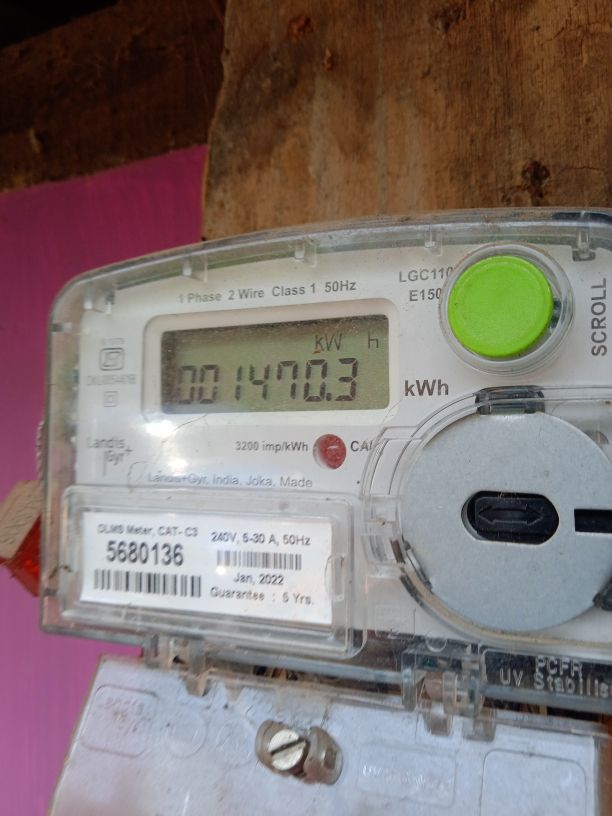 1 Phase 2 Wire Class 1 50Hz
LGC110
E150
SCROLL
kW h
001470.3
kWh
3200 imp/kWh
CA
Landis
Gyr+
Landis+Gyr, India, Joka, Made
DLMS Meter, CAT- C3
5680136
240V, 5-30 A, 50Hz
Jan, 2022
Guarantee : 5 Yrs.
UV Stabilis